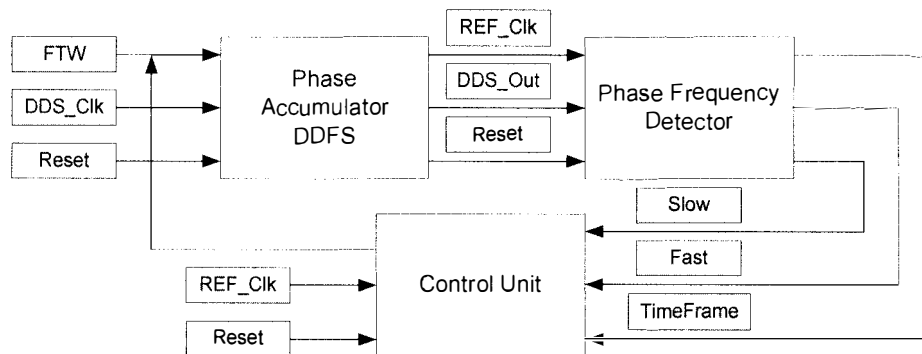 REF_Clk
FTW
Phase
Accumulator
DDFS
DDS_Out
Phase Frequency
Detector
DDS_Clk
Reset
Reset
Slow
Fast
REF_Clk
Control Unit
TimeFrame
Reset